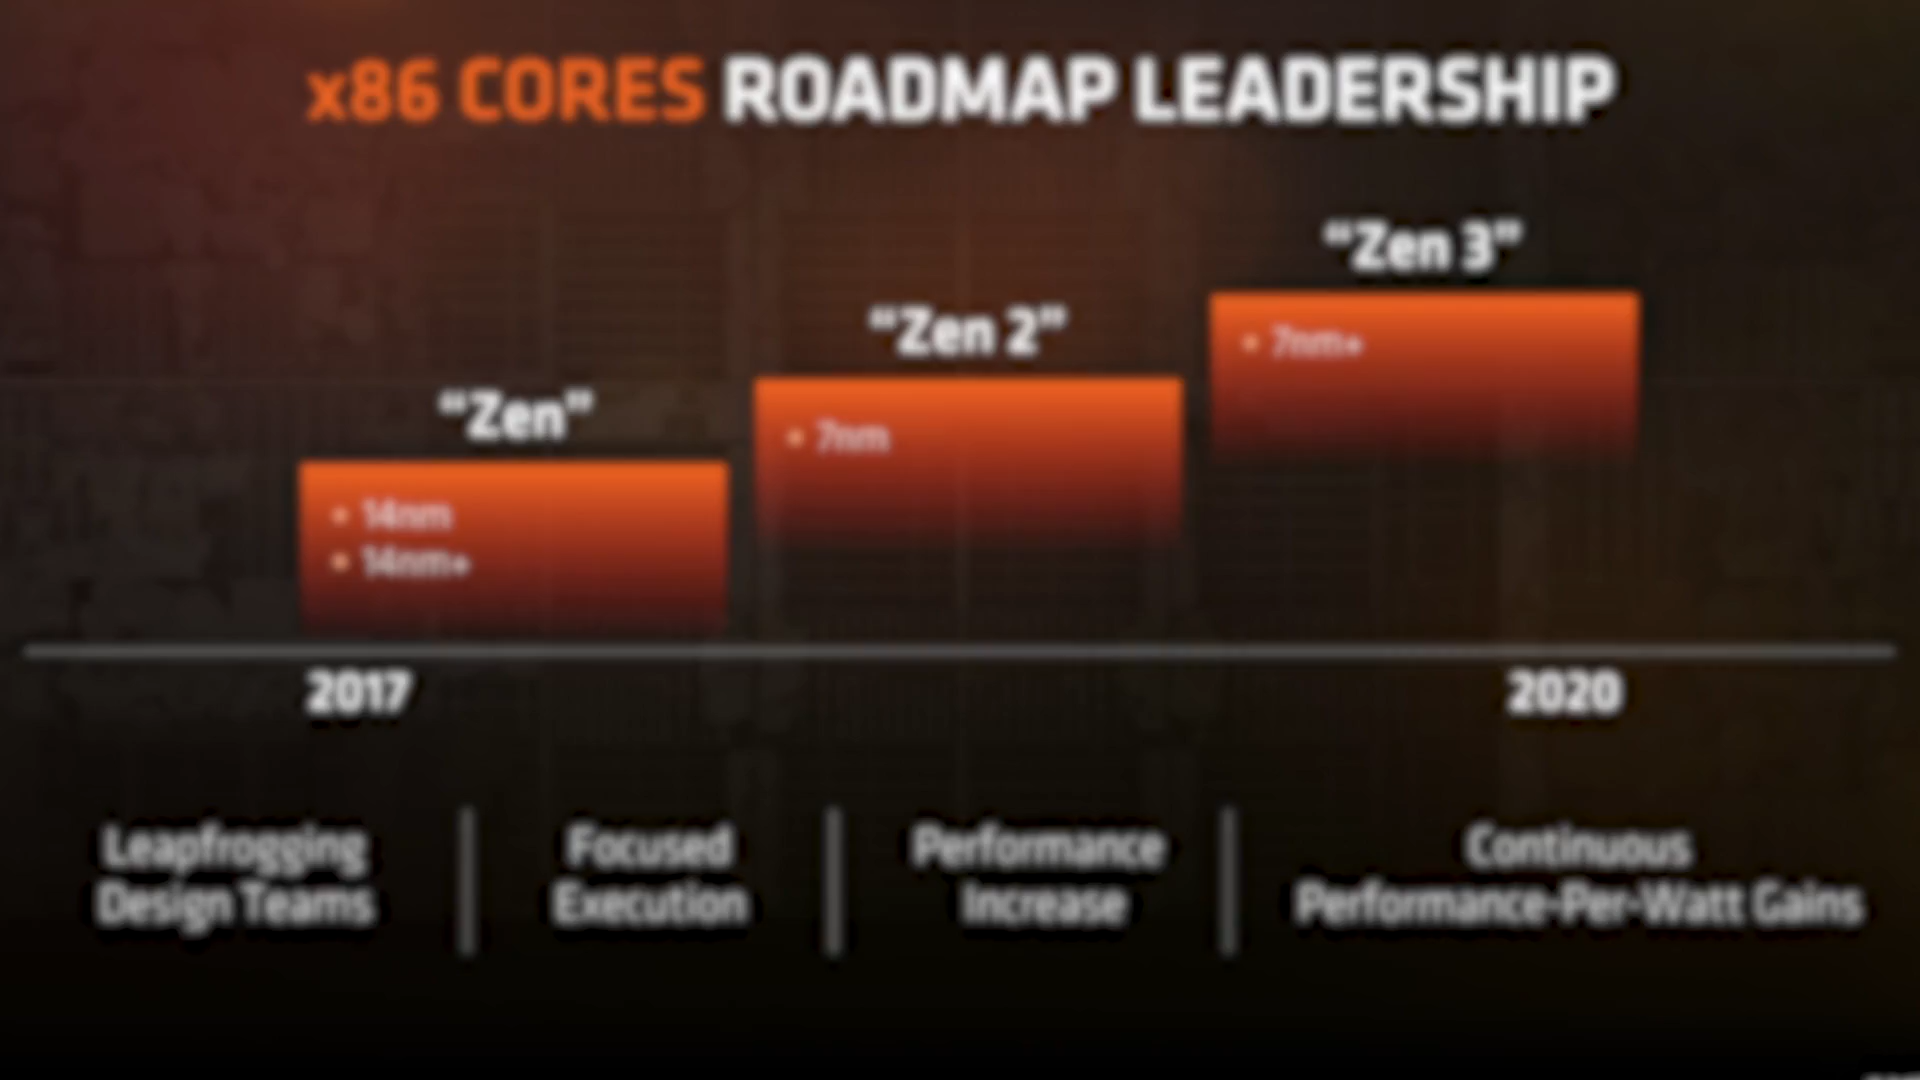 x86 CORES ROADMAP LEADERSHIP
“Zen”
• 14nm
• 14nm+
“Zen 2”
• 7nm
“Zen 3”
• 7nm+
2017
2020
Leapfrogging
Design Teams
Focused
Execution
Performance
Increase
Continuous
Performance-Per-Watt Gains